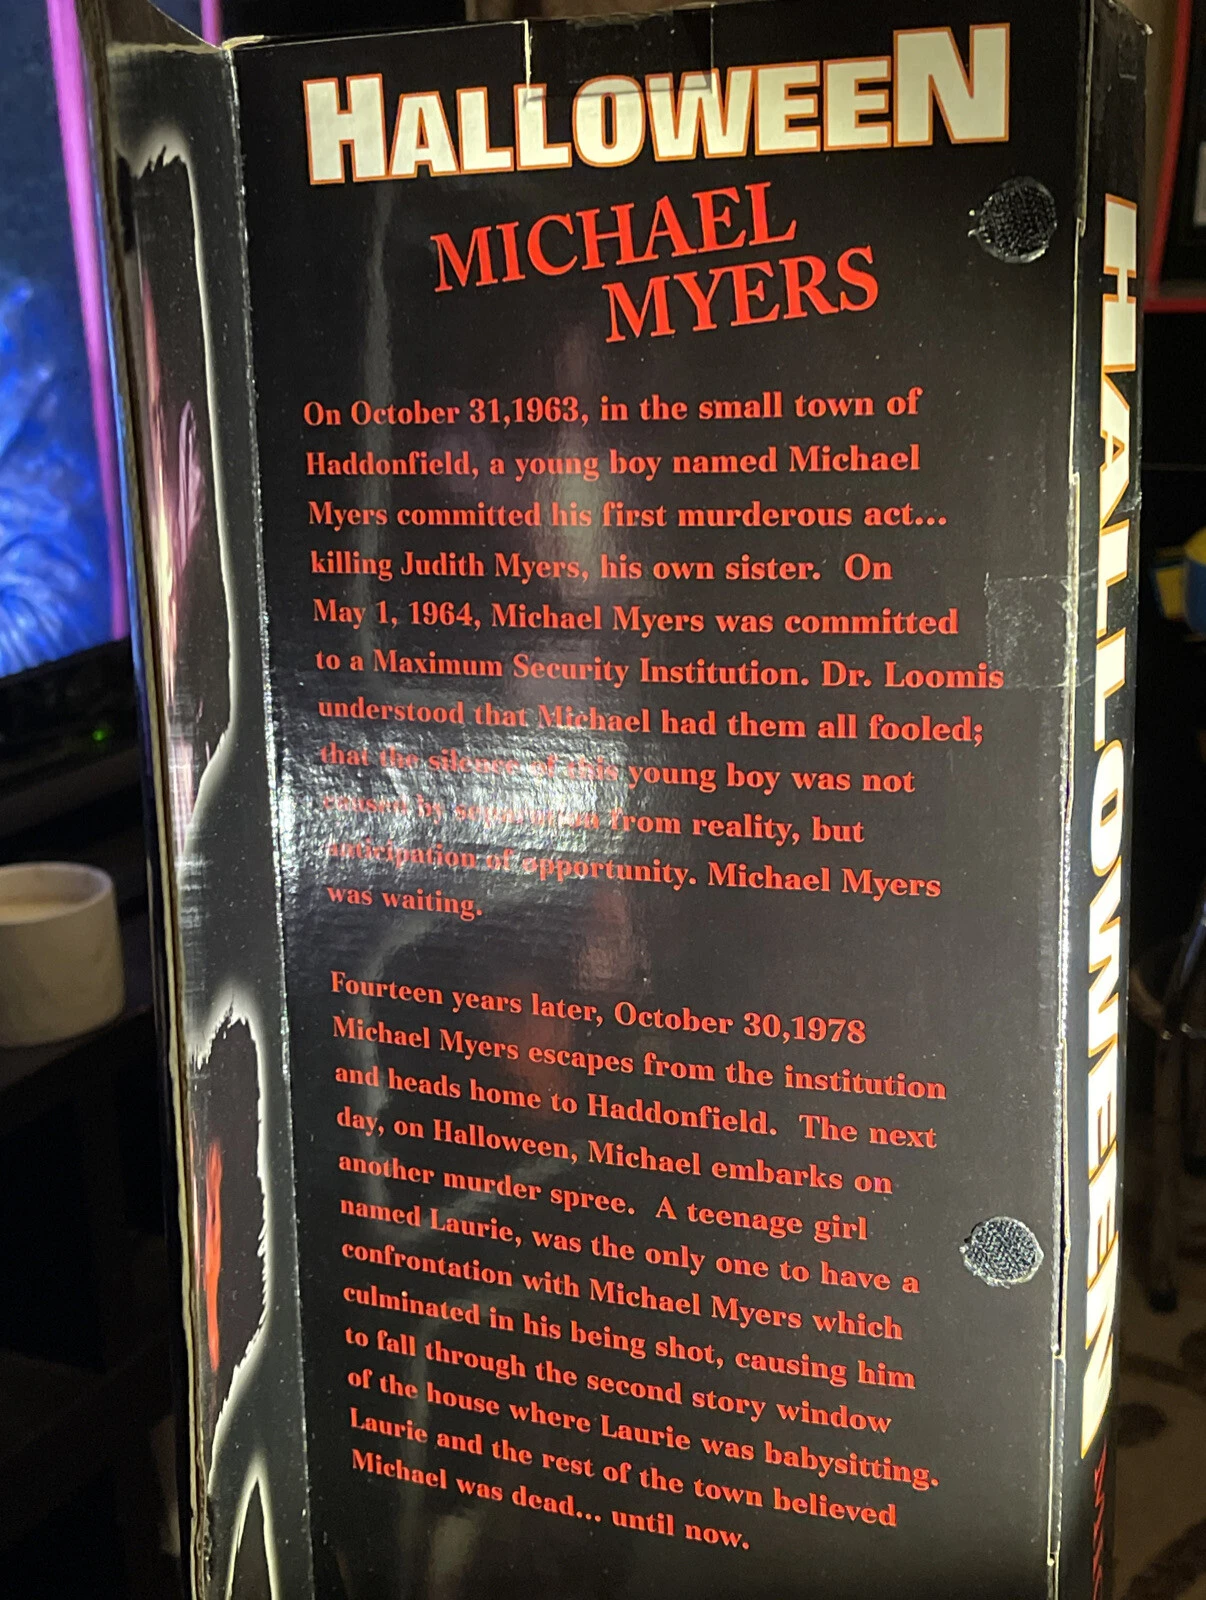 HALLOWEEN
MICHAEL
MYERS
On October 31,1963, in the small town of
Haddonfield, a young boy named Michael
Myers committed his first murderous act...
killing Judith Myers, his own sister. On
May 1, 1964, Michael Myers was committed
to a Maximum Security Institution. Dr. Loomis
understood that Michael had them all fooled;
that the silence of this young boy was not
caused by separation from reality, but
anticipation of opportunity. Michael Myers
was waiting.
Fourteen years later, October 30,1978
Michael Myers escapes from the institution
and heads home to Haddonfield. The next
day, on Halloween, Michael embarks on
another murder spree. A teenage girl
named Laurie, was the only one to have a
confrontation with Michael Myers which
culminated in his being shot, causing him
to fall through the second story window
of the house where Laurie was babysitting.
Laurie and the rest of the town believed
Michael was dead... until now.
HALLOWEEN